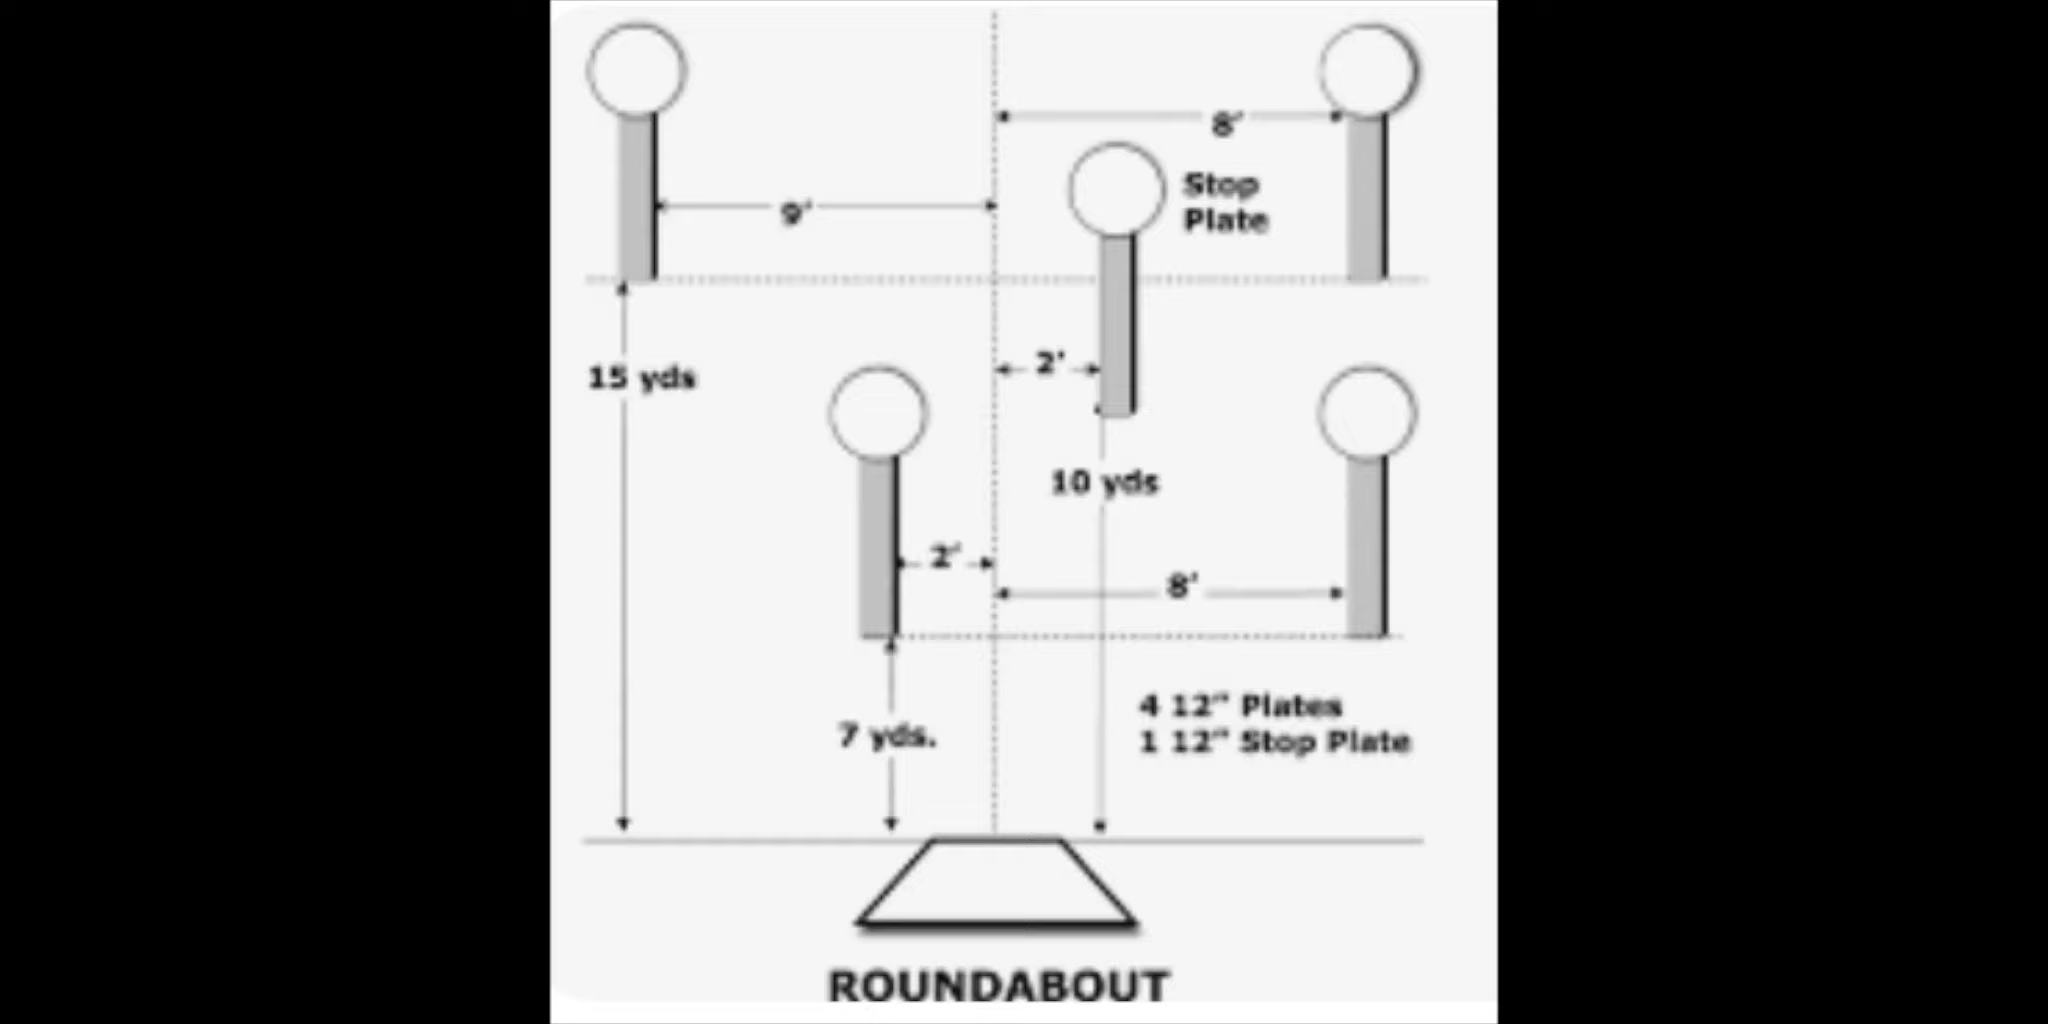 8'
Stop
Plate
9'
2'
15 yds
10 yds
2'
8'
4 12" Plates
7 yds.
1 12" Stop Plate
ROUNDABOUT